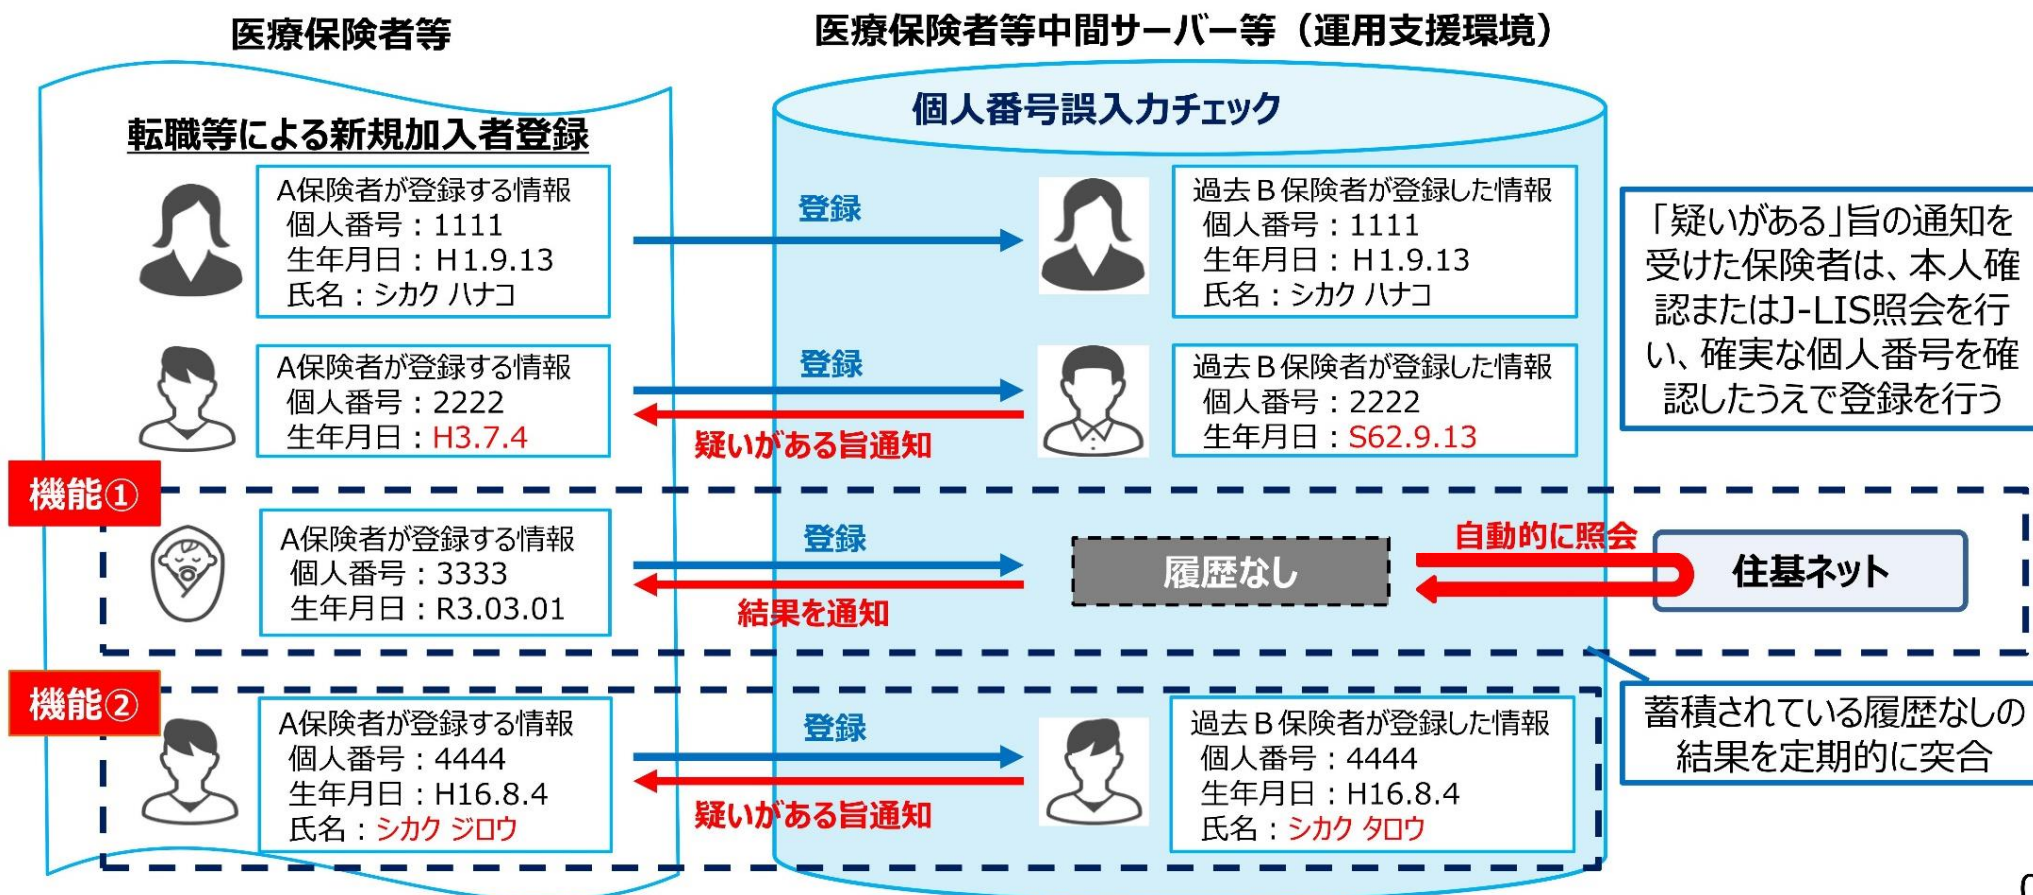 医療保険者等
医療保険者等中間サーバー等（運用支援環境）
個人番号誤入力チェック
転職等による新規加入者登録
A保険者が登録する情報
個人番号：1111
生年月日：H1.9.13
氏名：シカク ハナコ
登録
過去Ｂ保険者が登録した情報
個人番号：1111
生年月日：H1.9.13
氏名：シカク ハナコ
「疑いがある」旨の通知を
受けた保険者は、本人確
認またはJ-LIS照会を行
い、確実な個人番号を確
認したうえで登録を行う
A保険者が登録する情報
個人番号：2222
生年月日：H3.7.4
登録
疑いがある旨通知
過去Ｂ保険者が登録した情報
個人番号：2222
生年月日：S62.9.13
機能①
A保険者が登録する情報
個人番号：3333
生年月日：R3.03.01
登録
結果を通知
履歴なし
自動的に照会
住基ネット
機能②
A保険者が登録する情報
個人番号：4444
生年月日：H16.8.4
氏名：シカク ジロウ
登録
疑いがある旨通知
過去Ｂ保険者が登録した情報
個人番号：4444
生年月日：H16.8.4
氏名：シカク タロウ
蓄積されている履歴なしの
結果を定期的に突合